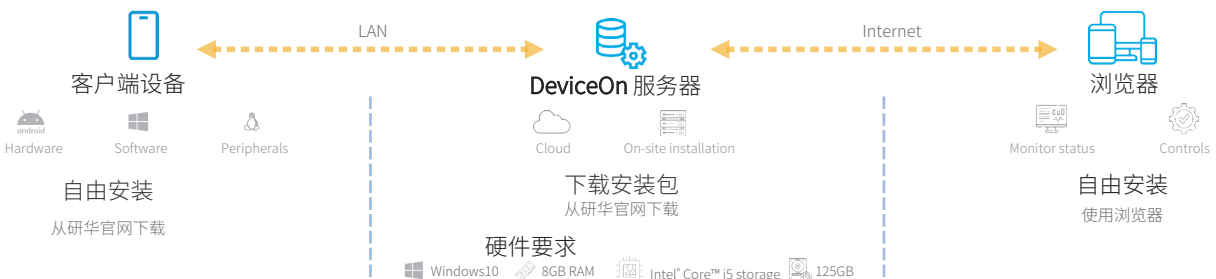 LAN
Internet
客户端设备
DeviceOn 服务器
浏览器
android
Hardware
Software
Peripherals
Cloud
On-site installation
Monitor status
Controls
自由安装
从研华官网下载
下载安装包
从研华官网下载
自由安装
使用浏览器
硬件要求
Windows10
8GB RAM
Intel® Core™ i5 storage
125GB